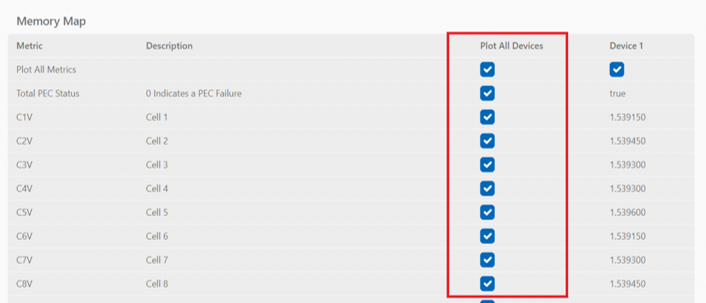 Memory Map
Metric Description Plot All Devices Device 1
Plot All Metrics
Total PEC Status 0 Indicates a PEC Failure true
C1V Cell 1 1.539150
C2V Cell 2 1.539450
C3V Cell 3 1.539300
C4V Cell 4 1.539300
C5V Cell 5 1.539600
C6V Cell 6 1.539150
C7V Cell 7 1.539300
C8V Cell 8 1.539450